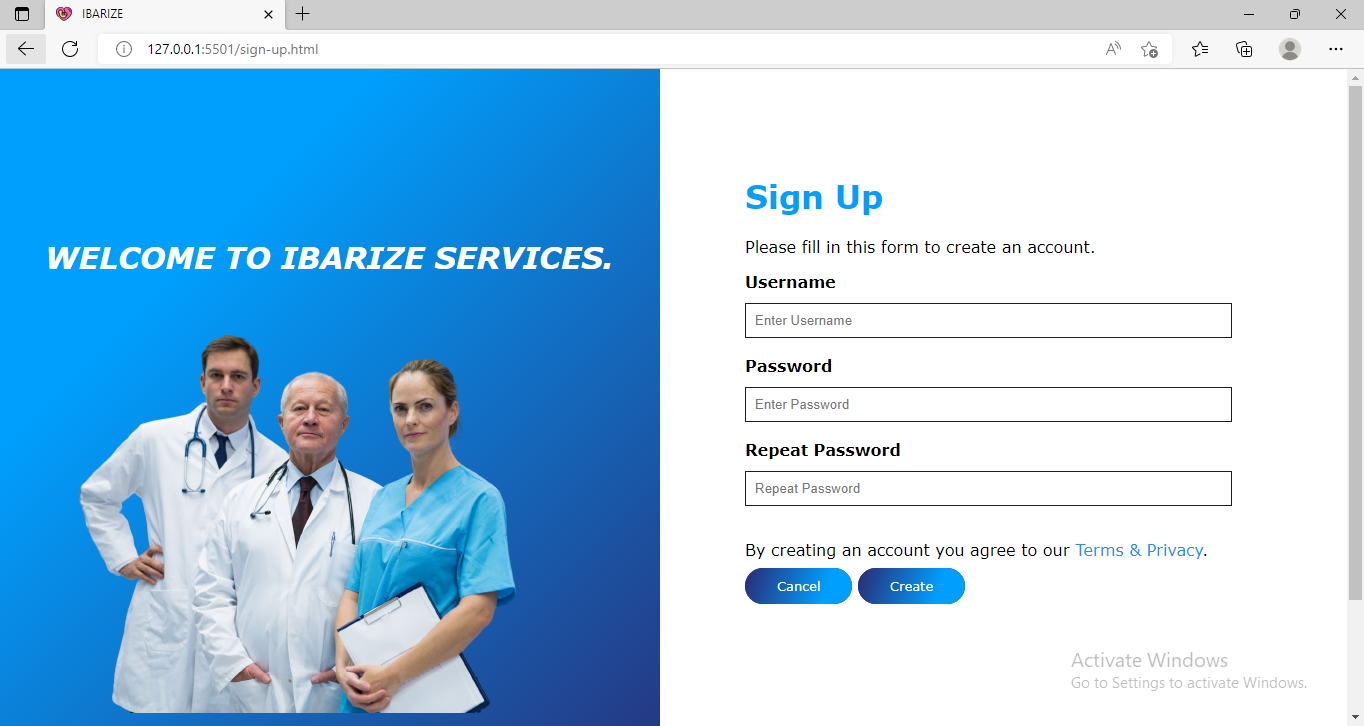 IBARIZE
127.0.0.1:5501/sign-up.html
WELCOME TO IBARIZE SERVICES.
Sign Up
Please fill in this form to create an account.
Username
Enter Username
Password
Enter Password
Repeat Password
Repeat Password
By creating an account you agree to our Terms & Privacy.
Cancel Create
Activate Windows
Go to Settings to activate Windows.